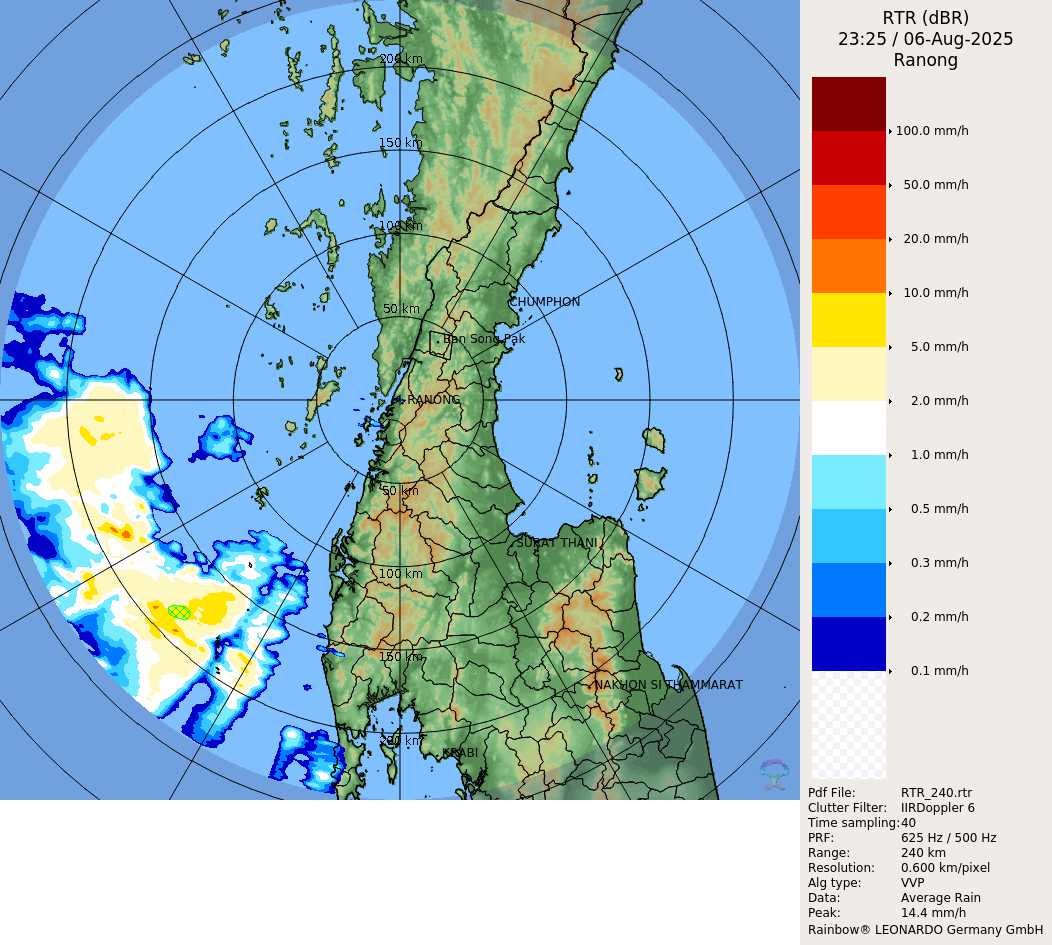 RTR (dBR)
23:25 / 06-Aug-2025
Ranong
200 km
150 km
100 km
50 km
CHUMPHON
Ban Song Pak
RANONG
50 km
SURAT THANI
100 km
150 km
NAKHON SI THAMMARAT
200 km
KRABI
100.0 mm/h
50.0 mm/h
20.0 mm/h
10.0 mm/h
5.0 mm/h
2.0 mm/h
1.0 mm/h
0.5 mm/h
0.3 mm/h
0.2 mm/h
0.1 mm/h
Pdf File: RTR_240.rtr
Clutter Filter: IIRDoppler 6
Time sampling: 40
PRF: 625 Hz / 500 Hz
Range: 240 km
Resolution: 0.600 km/pixel
Alg type: VVP
Data: Average Rain
Peak: 14.4 mm/h
Rainbow® LEONARDO Germany GmbH